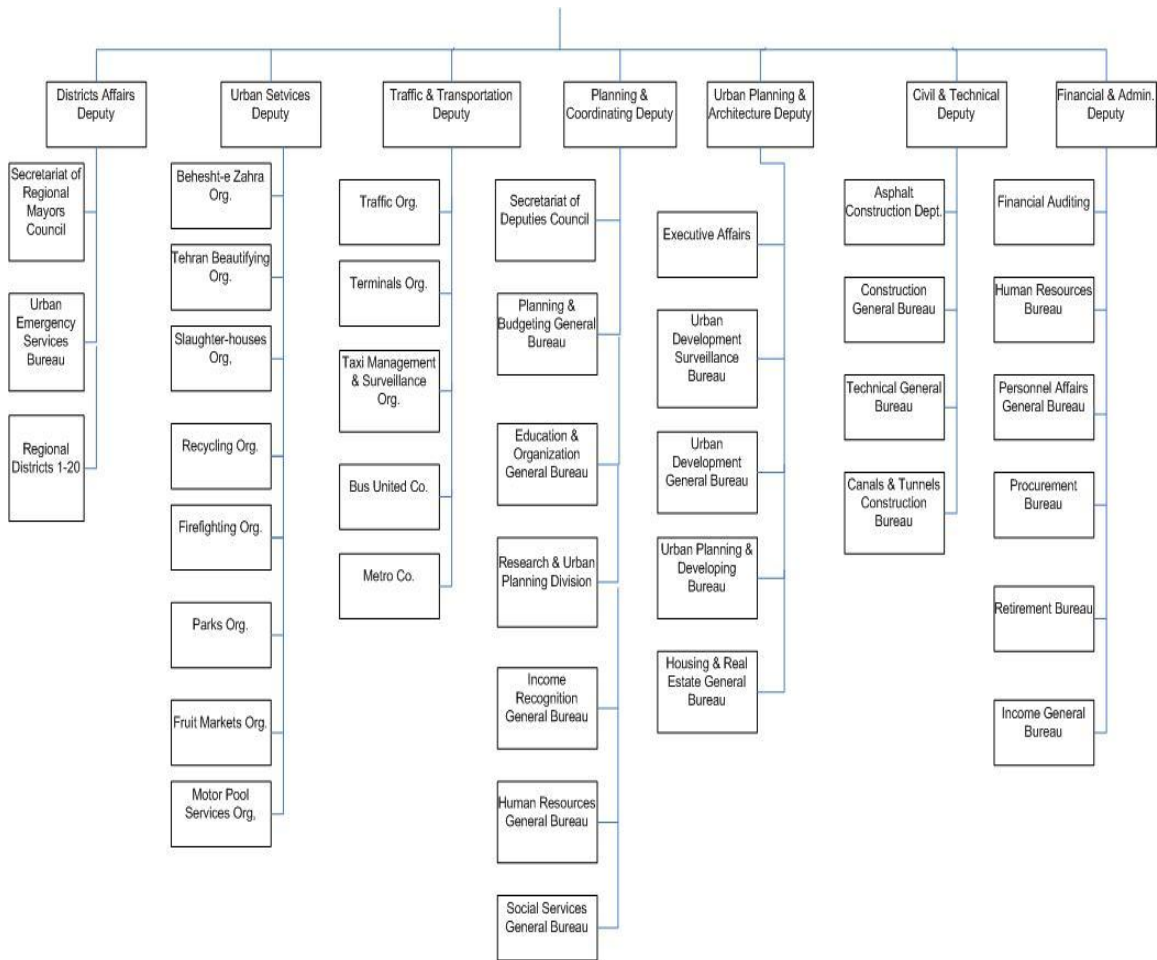 Districts Affairs
Deputy
Urban Setvices
Deputy
Traffic & Transportation
Deputy
Planning &
Coordinating Deputy
Urban Planning &
Architecture Deputy
Civil & Technical
Deputy
Financial & Admin.
Deputy
Secretariat of
Regional
Mayors
Council
Urban
Emergency
Services
Bureau
Regional
Districts 1-20
Behesht-e Zahra
Org.
Tehran Beautifying
Org.
Slaughter-houses
Org,
Recycling Org.
Firefighting Org.
Parks Org.
Fruit Markets Org.
Motor Pool
Services Org,
Traffic Org.
Terminals Org.
Taxi Management
& Surveillance
Org.
Bus United Co.
Metro Co.
Secretariat of
Deputies Council
Planning &
Budgeting General
Bureau
Education &
Organization
General Bureau
Research & Urban
Planning Division
Income
Recognition
General Bureau
Human Resources
General Bureau
Social Services
General Bureau
Executive Affairs
Urban
Development
Surveillance
Bureau
Urban
Development
General Bureau
Urban Planning &
Developing
Bureau
Housing & Real
Estate General
Bureau
Asphalt
Construction Dept.
Construction
General Bureau
Technical General
Bureau
Canals & Tunnels
Construction
Bureau
Financial Auditing
Human Resources
Bureau
Personnel Affairs
General Bureau
Procurement
Bureau
Retirement Bureau
Income General
Bureau